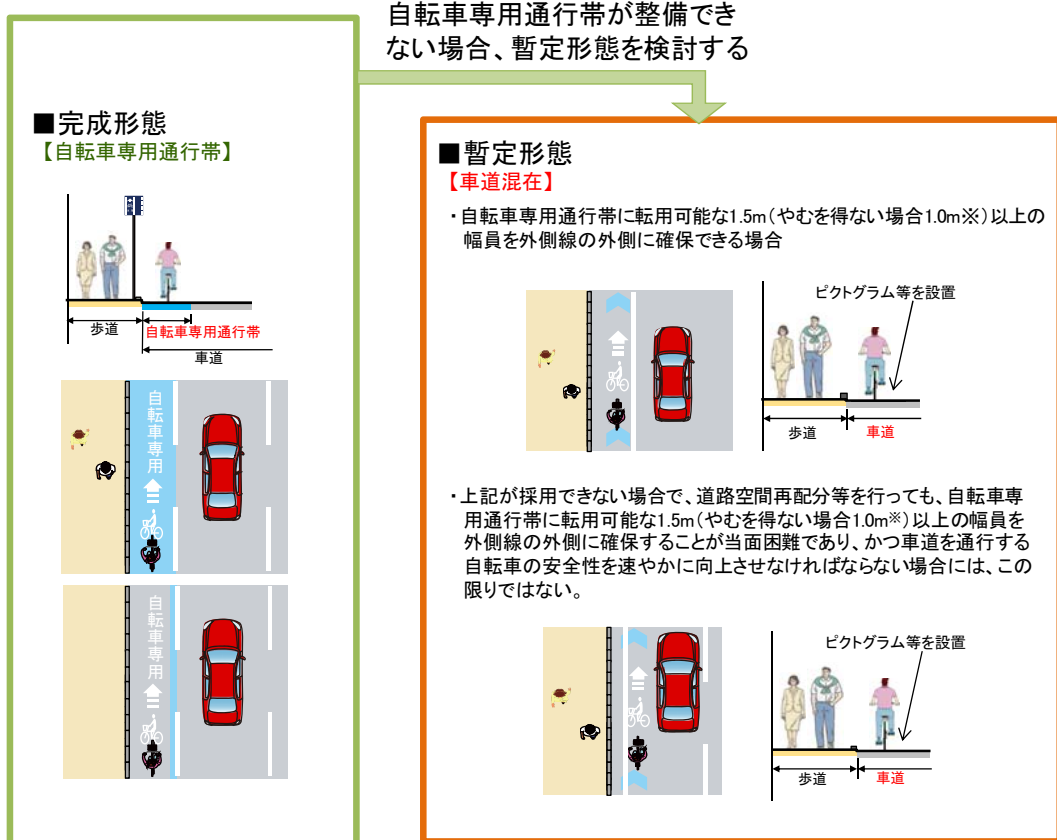 自転車専用通行帯が整備でき
ない場合、暫定形態を検討する
■完成形態
【自転車専用通行帯】
歩道
自転車専用通行帯
車道
自転車専用
自転車専用
■暫定形態
【車道混在】
・自転車専用通行帯に転用可能な1.5m(やむを得ない場合1.0m※)以上の
幅員を外側線の外側に確保できる場合
ピクトグラム等を設置
歩道
車道
・上記が採用できない場合で、道路空間再配分等を行っても、自転車専
用通行帯に転用可能な1.5m(やむを得ない場合1.0m※)以上の幅員を
外側線の外側に確保することが当面困難であり、かつ車道を通行する
自転車の安全性を速やかに向上させなければならない場合には、この
限りではない。
ピクトグラム等を設置
歩道
車道